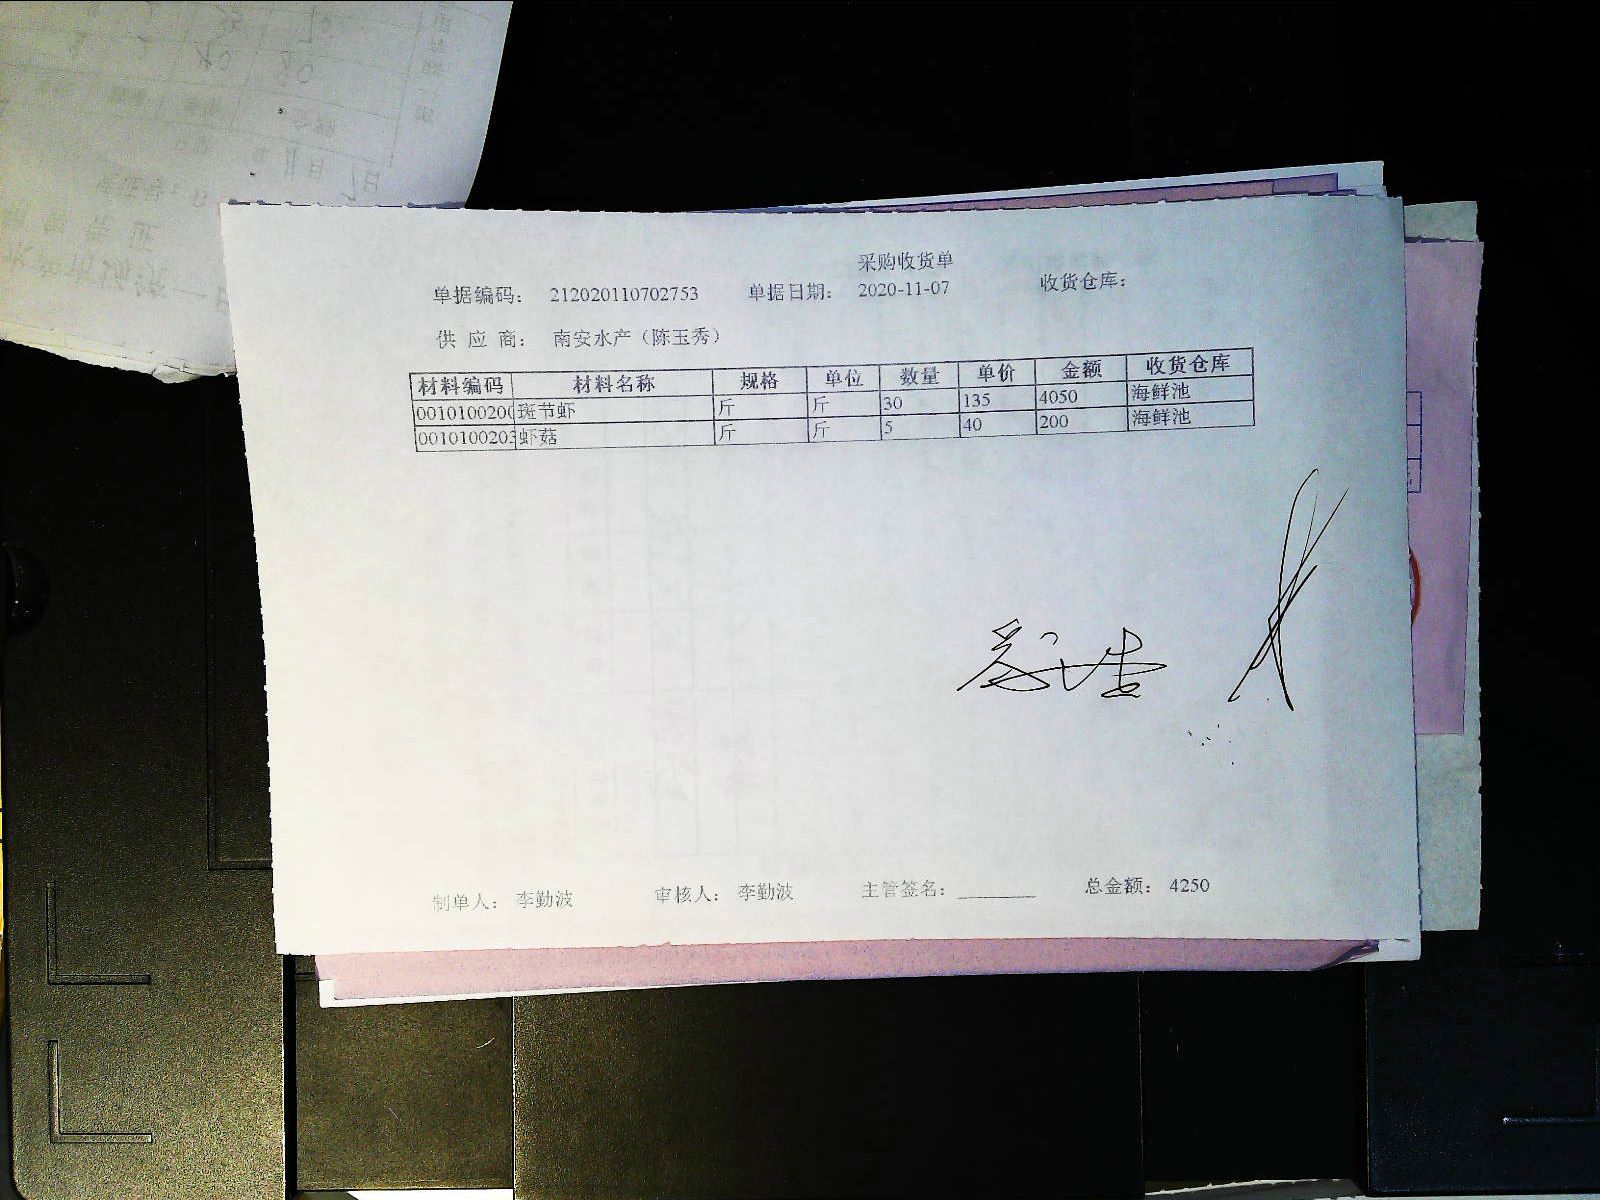 采购收货单
单据编码： 212020110702753 单据日期： 2020-11-07 收货仓库：
供 应 商： 南安水产（陈玉秀）
材料编码 材料名称 规格 单位 数量 单价 金额 收货仓库
0010100200 斑节虾 斤 斤 30 135 4050 海鲜池
0010100203 虾菇 斤 斤 5 40 200 海鲜池
制单人： 李勤波 审核人： 李勤波 主管签名： 总金额： 4250